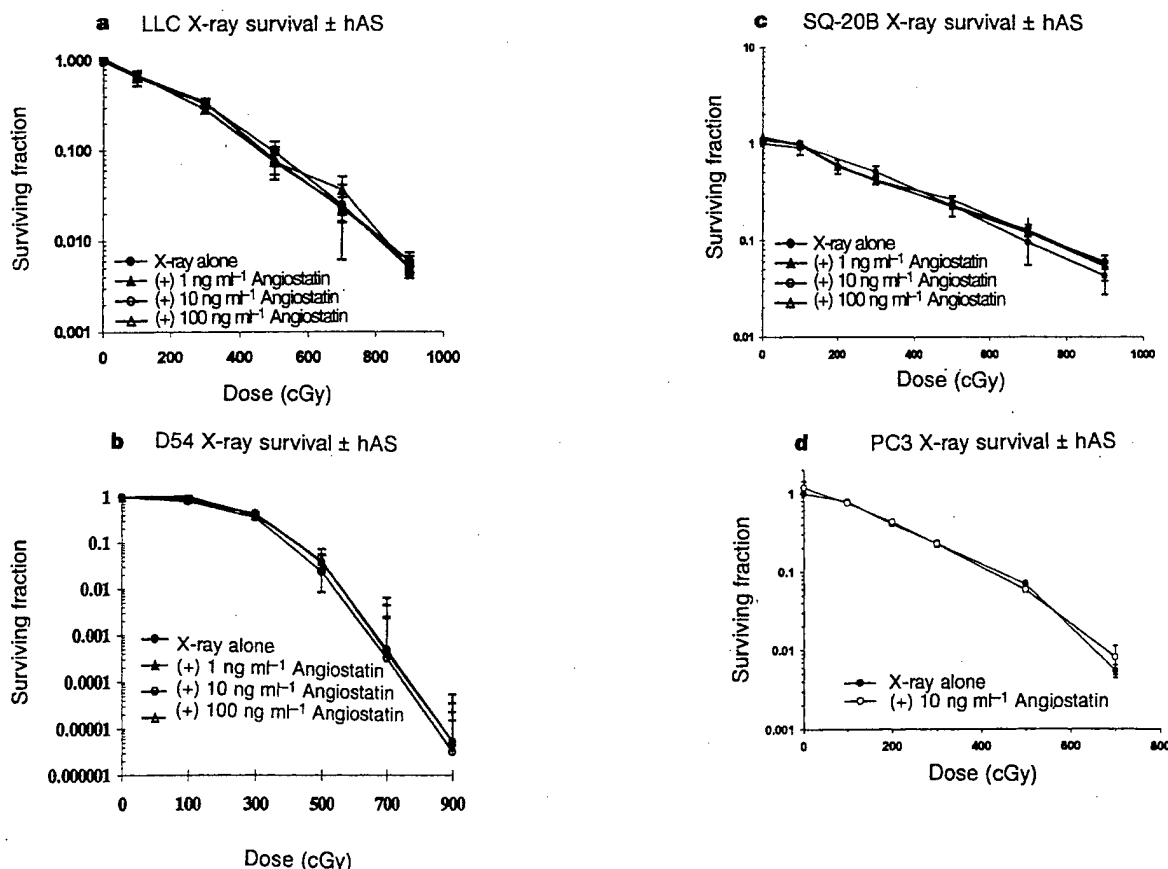 a LLC X-ray survival ± hAS
Surviving fraction
1.000
0.100
0.010
0.001
X-ray alone
(+) 1 ng ml⁻¹ Angiostatin
(+) 10 ng ml⁻¹ Angiostatin
(+) 100 ng ml⁻¹ Angiostatin
0 200 400 600 800 1000
Dose (cGy)
c SQ-20B X-ray survival ± hAS
Surviving fraction
10
1
0.1
0.01
X-ray alone
(+) 1 ng ml⁻¹ Angiostatin
(+) 10 ng ml⁻¹ Angiostatin
(+) 100 ng ml⁻¹ Angiostatin
0 200 400 600 800 1000
Dose (cGy)
b D54 X-ray survival ± hAS
Surviving fraction
1
0.1
0.01
0.001
0.0001
0.00001
0.000001
X-ray alone
(+) 1 ng ml⁻¹ Angiostatin
(+) 10 ng ml⁻¹ Angiostatin
(+) 100 ng ml⁻¹ Angiostatin
0 100 300 500 700 900
Dose (cGy)
d PC3 X-ray survival ± hAS
Surviving fraction
1
0.1
0.01
0.001
X-ray alone
(+) 10 ng ml⁻¹ Angiostatin
0 200 400 600 800
Dose (cGy)